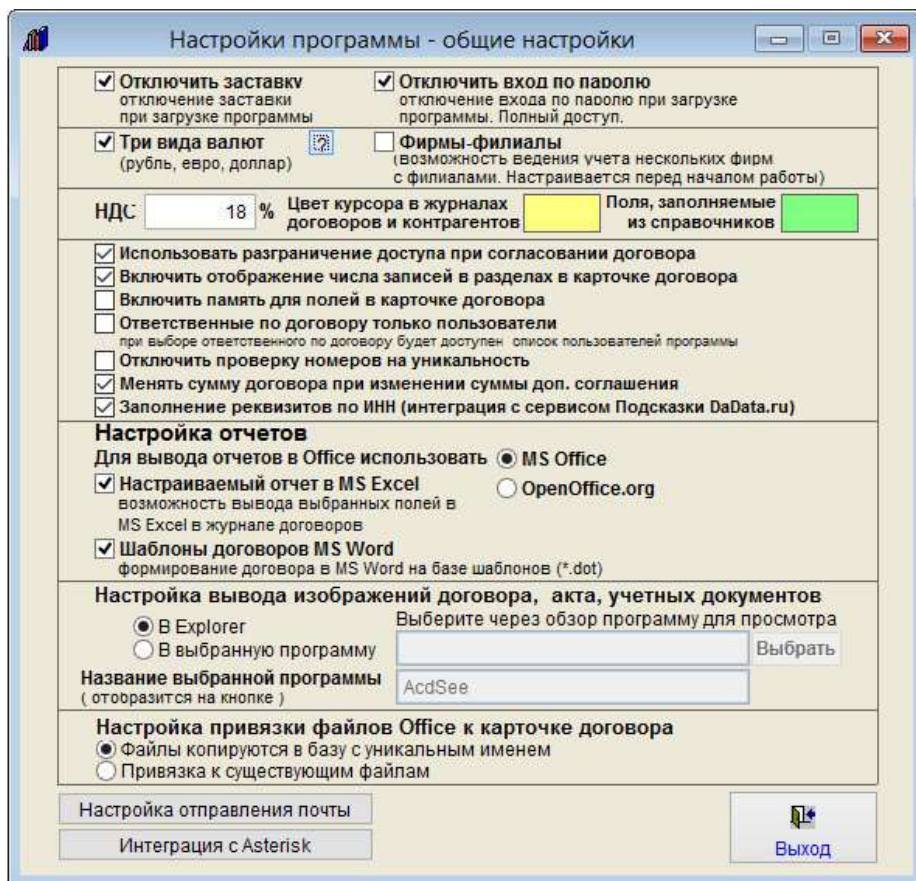 Настройки программы - общие настройки
Отключить заставку
отключение заставки
при загрузке программы
Отключить вход по паролю
отключение входа по паролю при загрузке
программы. Полный доступ.
Три вида валют
(рубль, евро, доллар)
?
Фирмы-филиалы
(возможность ведения учета нескольких фирм
с филиалами. Настраивается перед началом работы)
НДС 18 %
Цвет курсора в журналах
договоров и контрагентов
Поля, заполняемые
из справочников
Использовать разграничение доступа при согласовании договора
Включить отображение числа записей в разделах в карточке договора
Включить память для полей в карточке договора
Ответственные по договору только пользователи
при выборе ответственного по договору будет доступен список пользователей программы
Отключить проверку номеров на уникальность
Менять сумму договора при изменении суммы доп. соглашения
Заполнение реквизитов по ИНН (интеграция с сервисом Подсказки DaData.ru)
Настройка отчетов
Для вывода отчетов в Office использовать
MS Office
OpenOffice.org
Настраиваемый отчет в MS Excel
возможность вывода выбранных полей в
MS Excel в журнале договоров
Шаблоны договоров MS Word
формирование договора в MS Word на базе шаблонов (*.dot)
Настройка вывода изображений договора, акта, учетных документов
В Explorer
В выбранную программу
Выберите через обзор программу для просмотра
Выбрать
Название выбранной программы
( отобразится на кнопке )
AcdSee
Настройка привязки файлов Office к карточке договора
Файлы копируются в базу с уникальным именем
Привязка к существующим файлам
Настройка отправления почты
Интеграция с Asterisk
Выход